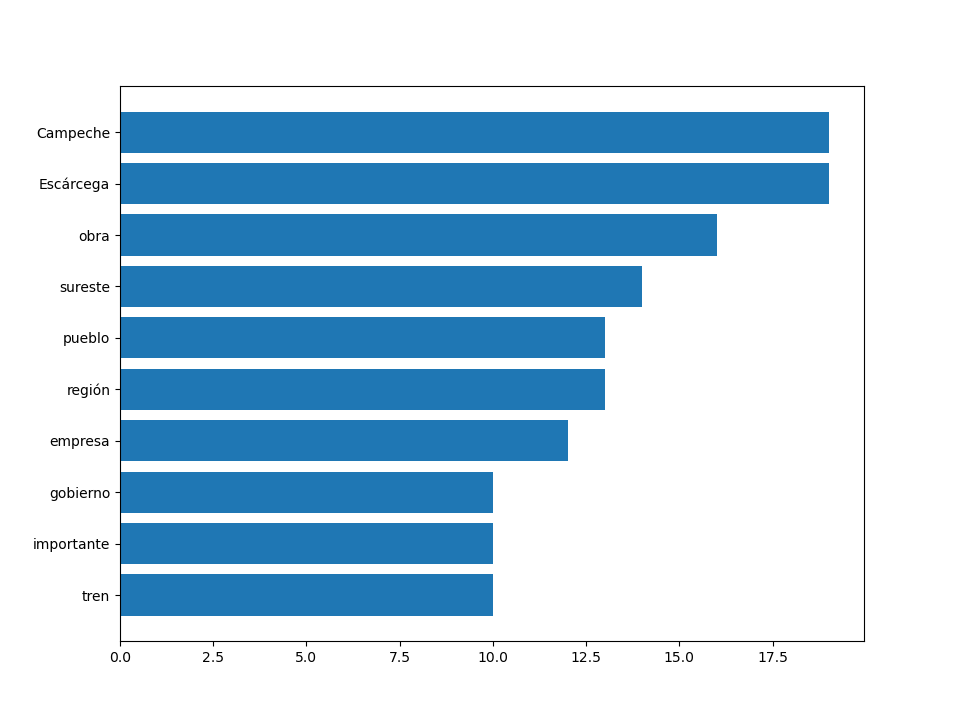 Campeche
Escárcega
obra
sureste
pueblo
región
empresa
gobierno
importante
tren
0.0 2.5 5.0 7.5 10.0 12.5 15.0 17.5